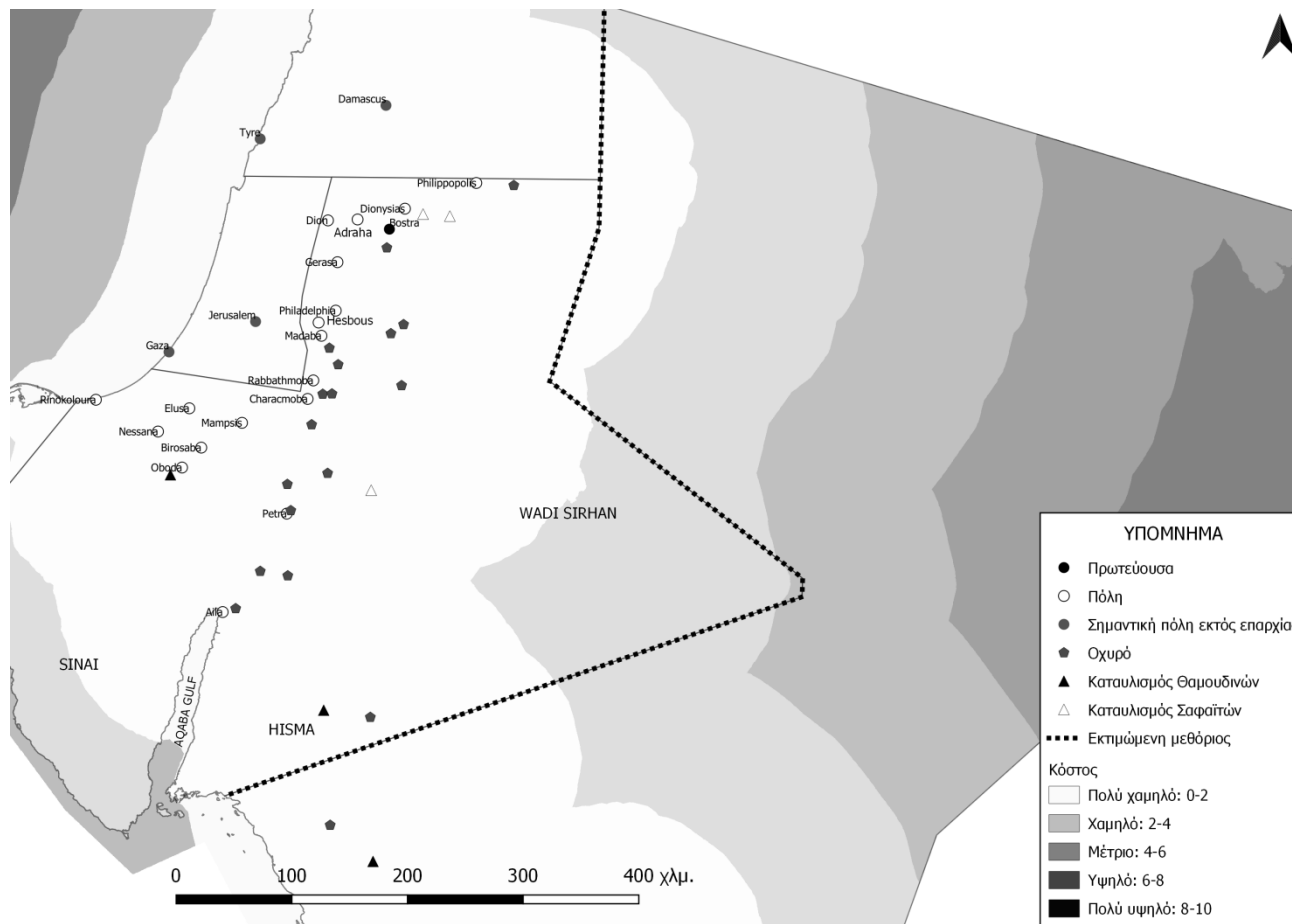 Damascus
Tyre
Philippopolis
Dionysias
Dion
Bostra
Adraha
Gerasa
Philadelphia
Jerusalem
Hesbous
Madaba
Gaza
Rabbathmoba
Characmoba
Rinokoloura
Elusa
Mampsis
Nessana
Birosaba
Oboda
Petra
WADI SIRHAN
Aila
SINAI
AQABA GULF
HISMA
ΥΠΟΜΝΗΜΑ
Πρωτεύουσα
Πόλη
Σημαντική πόλη εκτός επαρχίας
Οχυρό
Καταυλισμός Θαμουδινών
Καταυλισμός Σαφαϊτών
Εκτιμώμενη μεθόριος
Κόστος
Πολύ χαμηλό: 0-2
Χαμηλό: 2-4
Μέτριο: 4-6
Υψηλό: 6-8
Πολύ υψηλό: 8-10
0 100 200 300 400 χλμ.